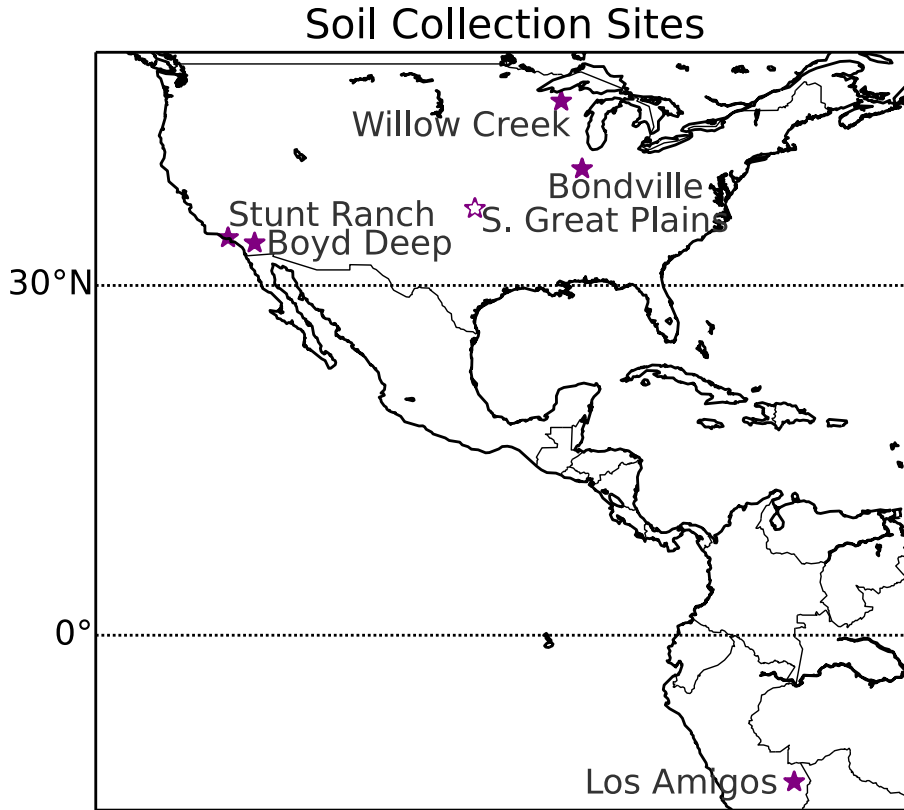 Soil Collection Sites
Willow Creek
Bondville
Stunt Ranch
S. Great Plains
Boyd Deep
30°N
0°
Los Amigos